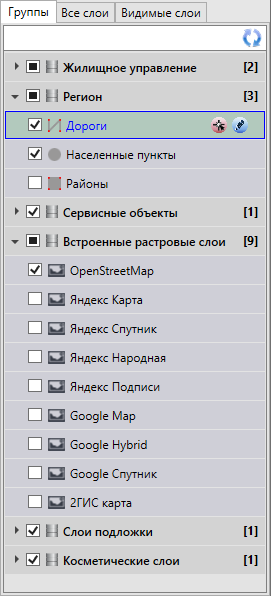 Группы Все слои Видимые слои
Жилищное управление [2]
Регион [3]
Дороги
Населенные пункты
Районы
Сервисные объекты [1]
Встроенные растровые слои [9]
OpenStreetMap
Яндекс Карта
Яндекс Спутник
Яндекс Народная
Яндекс Подписи
Google Map
Google Hybrid
Google Спутник
2ГИС карта
Слои подложки [1]
Косметические слои [1]